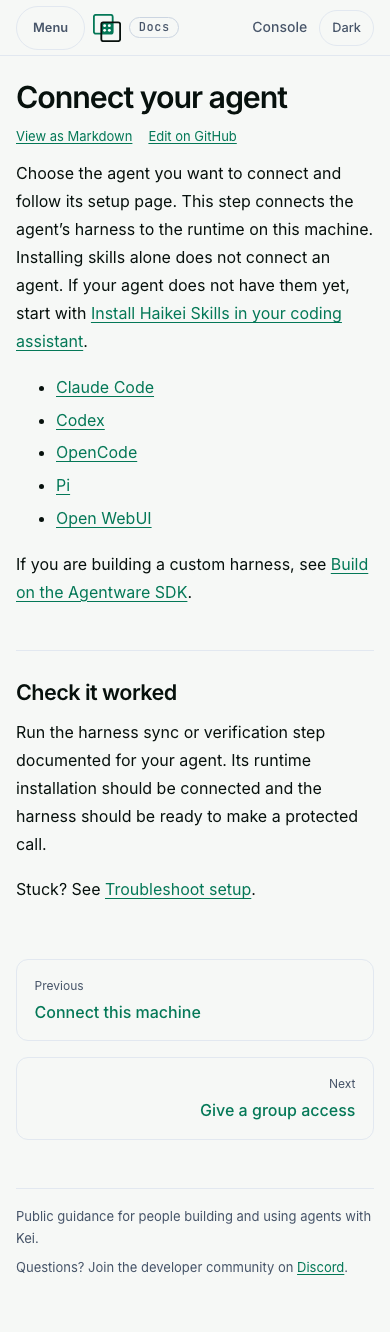 Menu
Docs
Console
Dark
Connect your agent
View as Markdown Edit on GitHub
Choose the agent you want to connect and
follow its setup page. This step connects the
agent’s harness to the runtime on this machine.
Installing skills alone does not connect an
agent. If your agent does not have them yet,
start with Install Haikei Skills in your coding
assistant.
Claude Code
Codex
OpenCode
Pi
Open WebUI
If you are building a custom harness, see Build
on the Agentware SDK.
Check it worked
Run the harness sync or verification step
documented for your agent. Its runtime
installation should be connected and the
harness should be ready to make a protected
call.
Stuck? See Troubleshoot setup.
Previous
Connect this machine
Next
Give a group access
Public guidance for people building and using agents with
Kei.
Questions? Join the developer community on Discord.